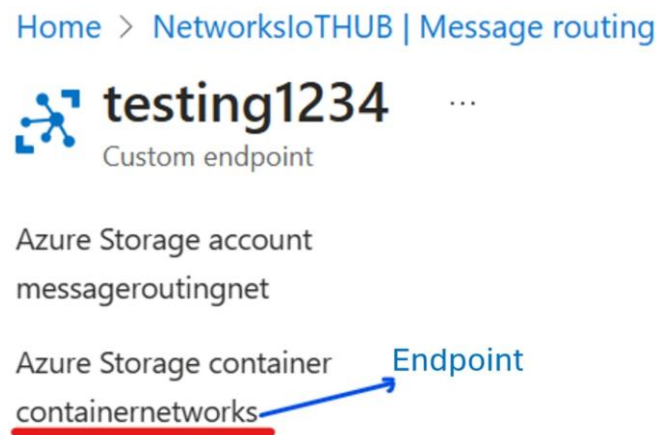 Home > NetworksIoTHUB | Message routing
testing1234 ...
Custom endpoint
Azure Storage account
messageroutingnet
Azure Storage container
Endpoint
containernetworks